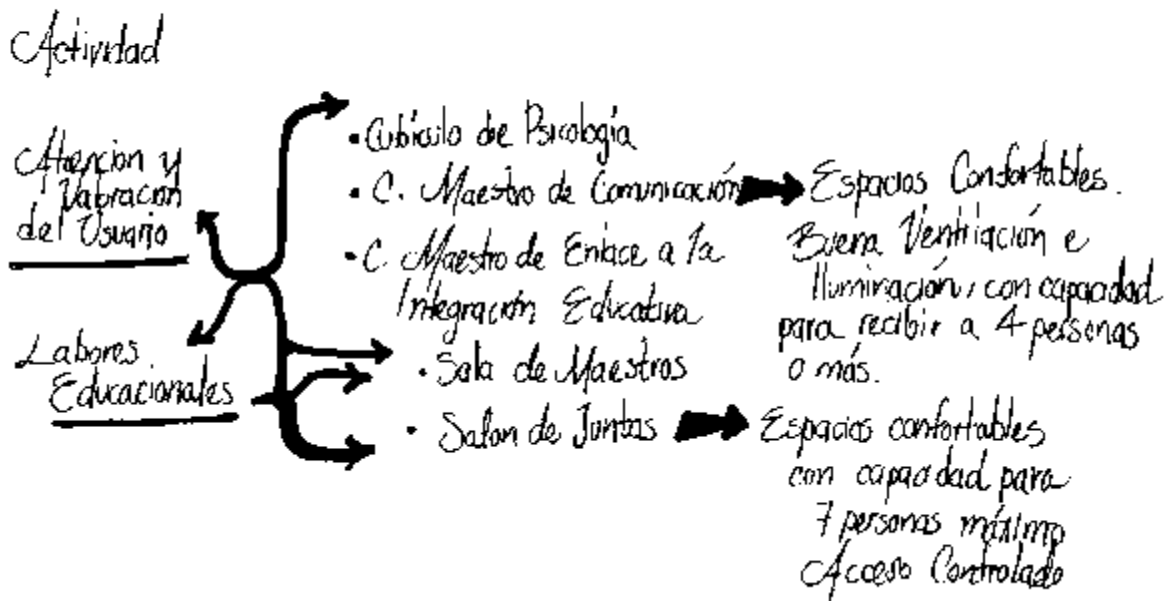 Actividad
Atencion y
Valoracion
del Usuario
Labores
Educacionales
• Cubículo de Psicología
• C. Maestro de Comunicación
• C. Maestro de Enlace a la
Integración Educativa
• Sala de Maestros
• Salon de Juntas
Espacios Confortables.
Buena Ventilación e
Iluminación, con capacidad
para recibir a 4 personas
o más.
Espacios confortables
con capacidad para
7 personas máximo
Acceso Controlado